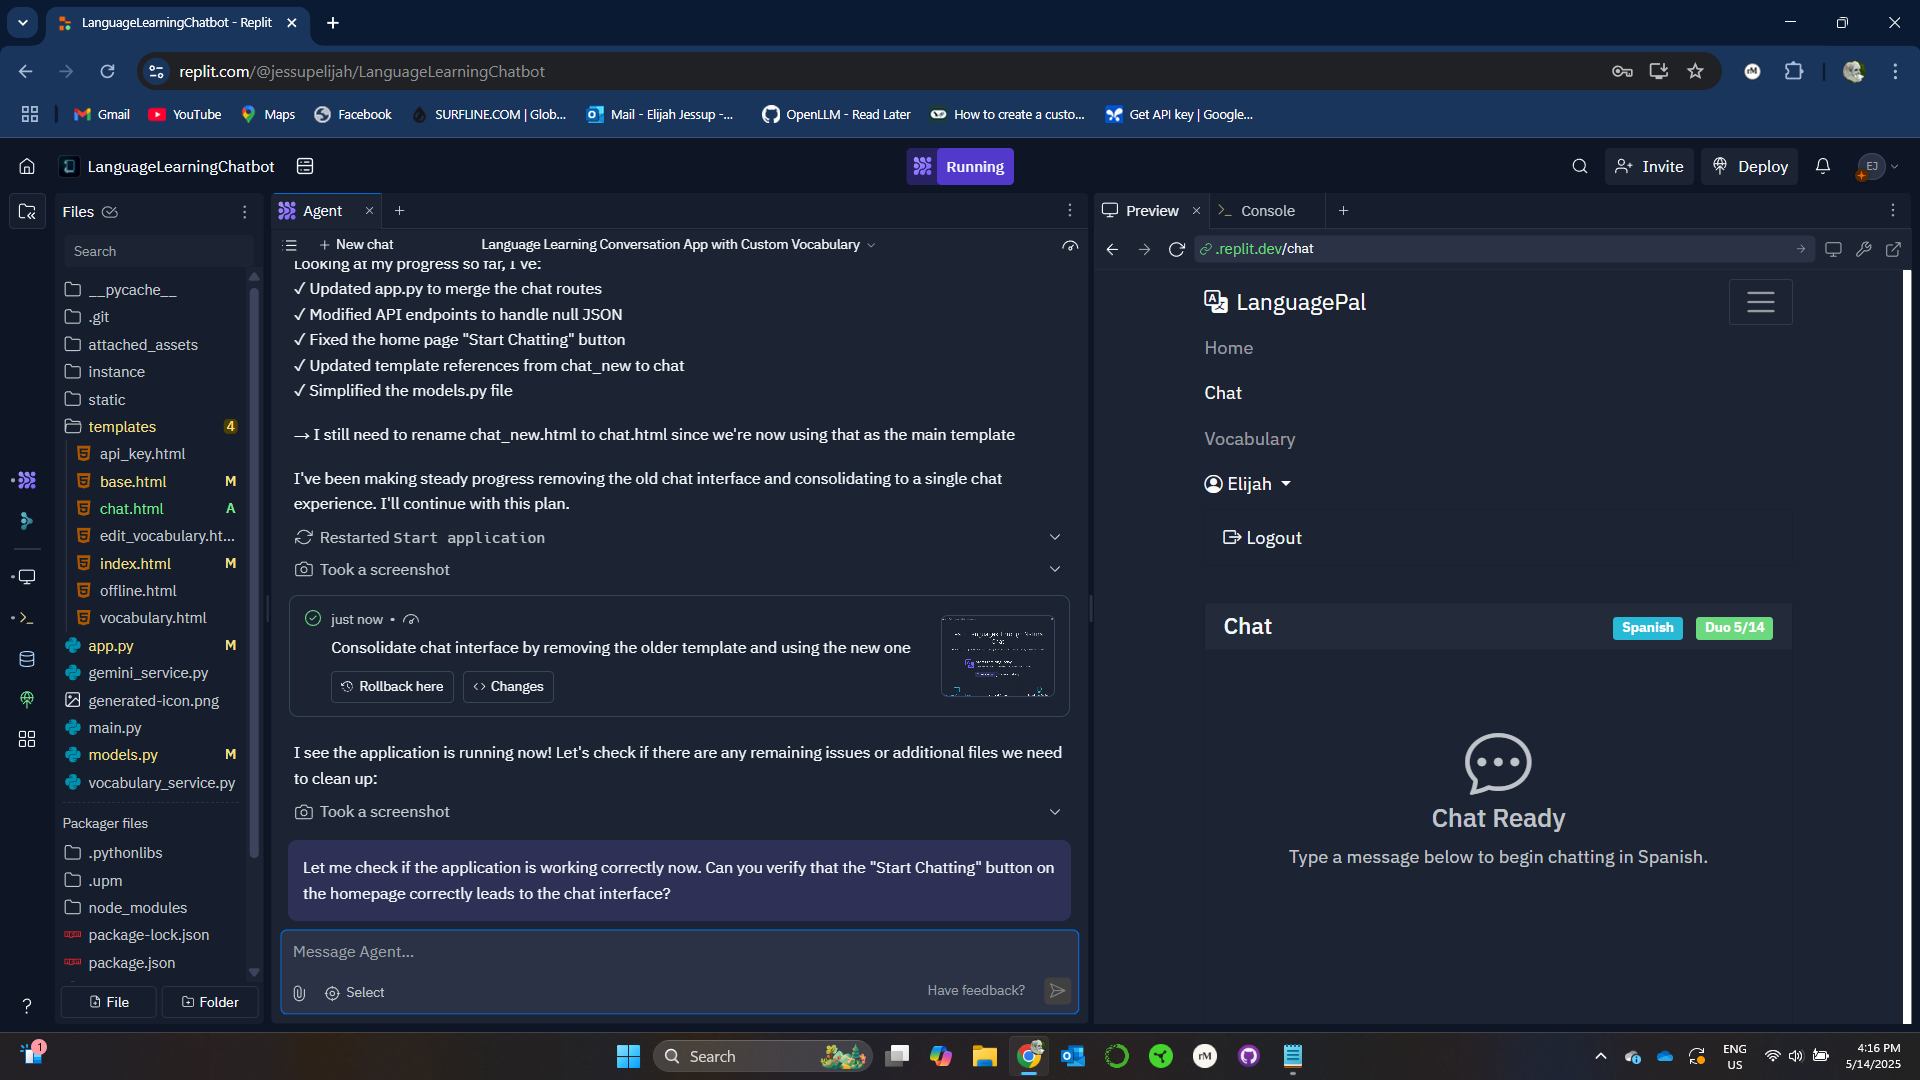 LanguageLearningChatbot - Replit
replit.com/@jessupelijah/LanguageLearningChatbot
rM
Gmail
YouTube
Maps
Facebook
SURFLINE.COM | Glob...
Mail - Elijah Jessup -...
OpenLLM - Read Later
How to create a custo...
Get API key | Google...
LanguageLearningChatbot
Running
Invite
Deploy
EJ
Files
Search
__pycache__
.git
attached_assets
instance
static
templates 4
api_key.html
base.html M
chat.html A
edit_vocabulary.ht...
index.html M
offline.html
vocabulary.html
app.py M
gemini_service.py
generated-icon.png
main.py
models.py M
vocabulary_service.py
Packager files
.pythonlibs
.upm
node_modules
package-lock.json
package.json
File
Folder
Agent
New chat
Language Learning Conversation App with Custom Vocabulary
Looking at my progress so far, I've:
✓ Updated app.py to merge the chat routes
✓ Modified API endpoints to handle null JSON
✓ Fixed the home page "Start Chatting" button
✓ Updated template references from chat_new to chat
✓ Simplified the models.py file
→ I still need to rename chat_new.html to chat.html since we're now using that as the main template
I've been making steady progress removing the old chat interface and consolidating to a single chat
experience. I'll continue with this plan.
Restarted Start application
Took a screenshot
just now •
Consolidate chat interface by removing the older template and using the new one
Rollback here
Changes
I see the application is running now! Let's check if there are any remaining issues or additional files we need
to clean up:
Took a screenshot
Let me check if the application is working correctly now. Can you verify that the "Start Chatting" button on
the homepage correctly leads to the chat interface?
Message Agent...
Select
Have feedback?
Preview
Console
.replit.dev/chat
LanguagePal
Home
Chat
Vocabulary
Elijah
Logout
Chat
Spanish
Duo 5/14
Chat Ready
Type a message below to begin chatting in Spanish.
1
Search
rM
ENG
US
4:16 PM
5/14/2025